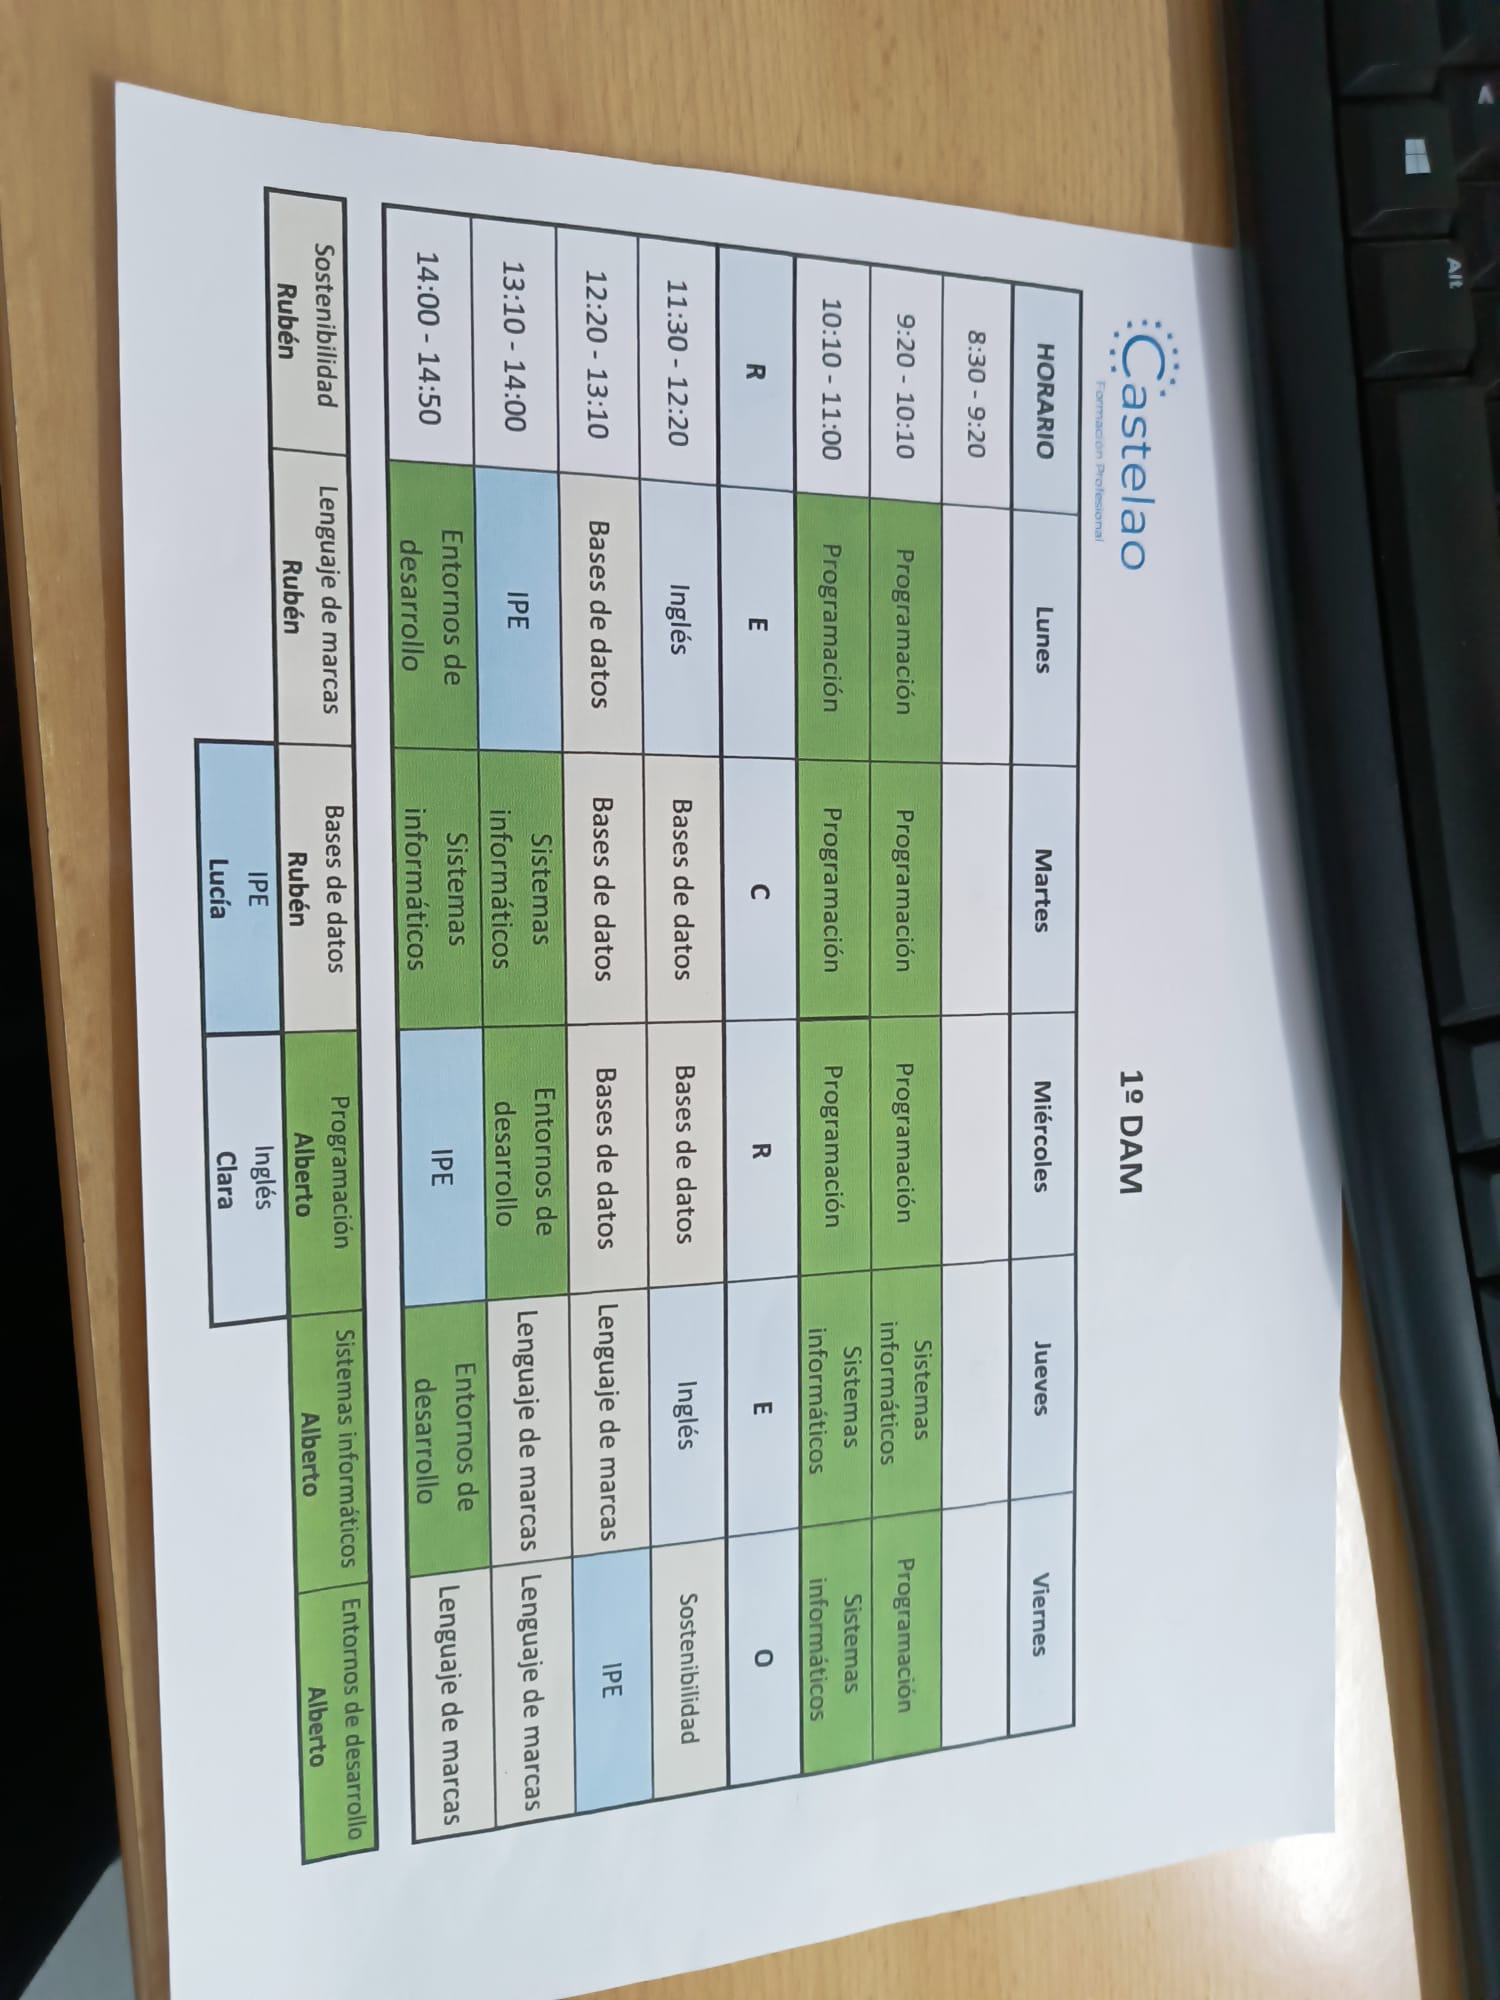 Alt
Castelao
Formación Profesional
1º DAM
HORARIO Lunes Martes Miércoles Jueves Viernes
8:30 - 9:20
9:20 - 10:10 Programación Programación Programación Sistemas informáticos Programación
10:10 - 11:00 Programación Programación Programación Sistemas informáticos Sistemas informáticos
R E C R E O
11:30 - 12:20 Inglés Bases de datos Bases de datos Inglés Sostenibilidad
12:20 - 13:10 Bases de datos Bases de datos Bases de datos Lenguaje de marcas IPE
13:10 - 14:00 IPE Sistemas informáticos Entornos de desarrollo Lenguaje de marcas Lenguaje de marcas
14:00 - 14:50 Entornos de desarrollo Sistemas informáticos IPE Entornos de desarrollo Lenguaje de marcas
Sostenibilidad Lenguaje de marcas Bases de datos Programación Sistemas informáticos Entornos de desarrollo
Rubén Rubén Rubén Alberto Alberto Alberto
IPE Inglés
Lucía Clara